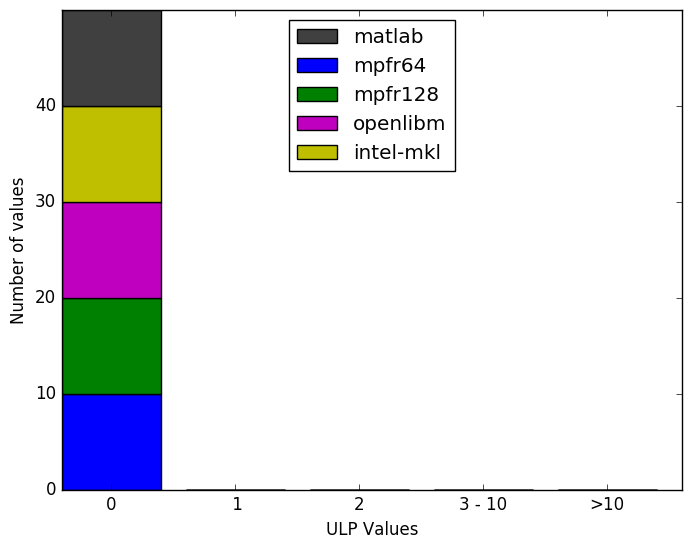 matlab
mpfr64
mpfr128
openlibm
intel-mkl
Number of values
40
30
20
10
0
0 1 2 3 - 10 >10
ULP Values